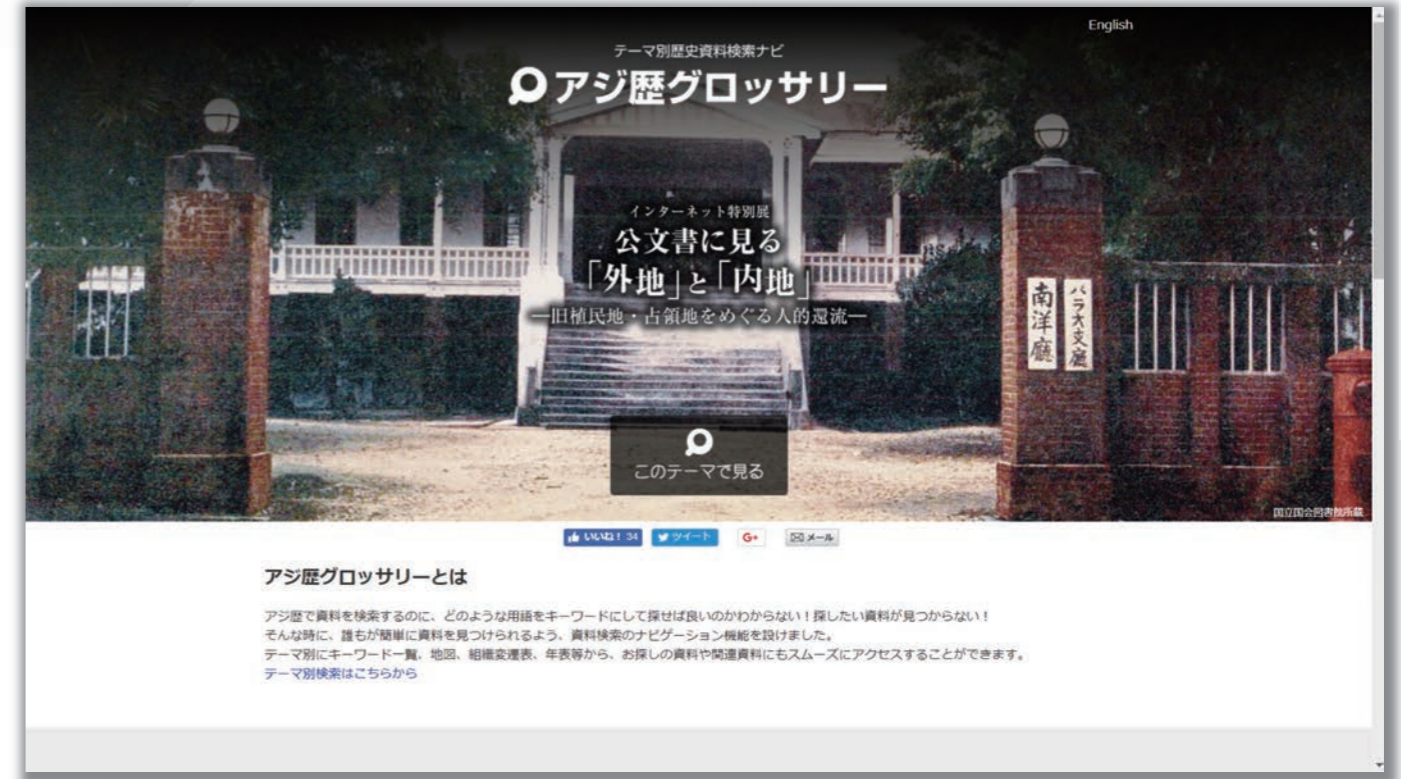 English
テーマ別歴史資料検索ナビ
アジ歴グロッサリー
インターネット特別展
公文書に見る
「外地」と「内地」
―旧植民地・占領地をめぐる人的還流―
南洋廳
パラオ支廳
このテーマで見る
国立国会図書館所蔵
いいね！ 34
ツイート
G+
メール
アジ歴グロッサリーとは
アジ歴で資料を検索するのに、どのような用語をキーワードにして探せば良いのかわからない！探したい資料が見つからない！
そんな時に、誰もが簡単に資料を見つけられるよう、資料検索のナビゲーション機能を設けました。
テーマ別にキーワード一覧、地図、組織変遷表、年表等から、お探しの資料や関連資料にもスムーズにアクセスすることができます。
テーマ別検索はこちらから